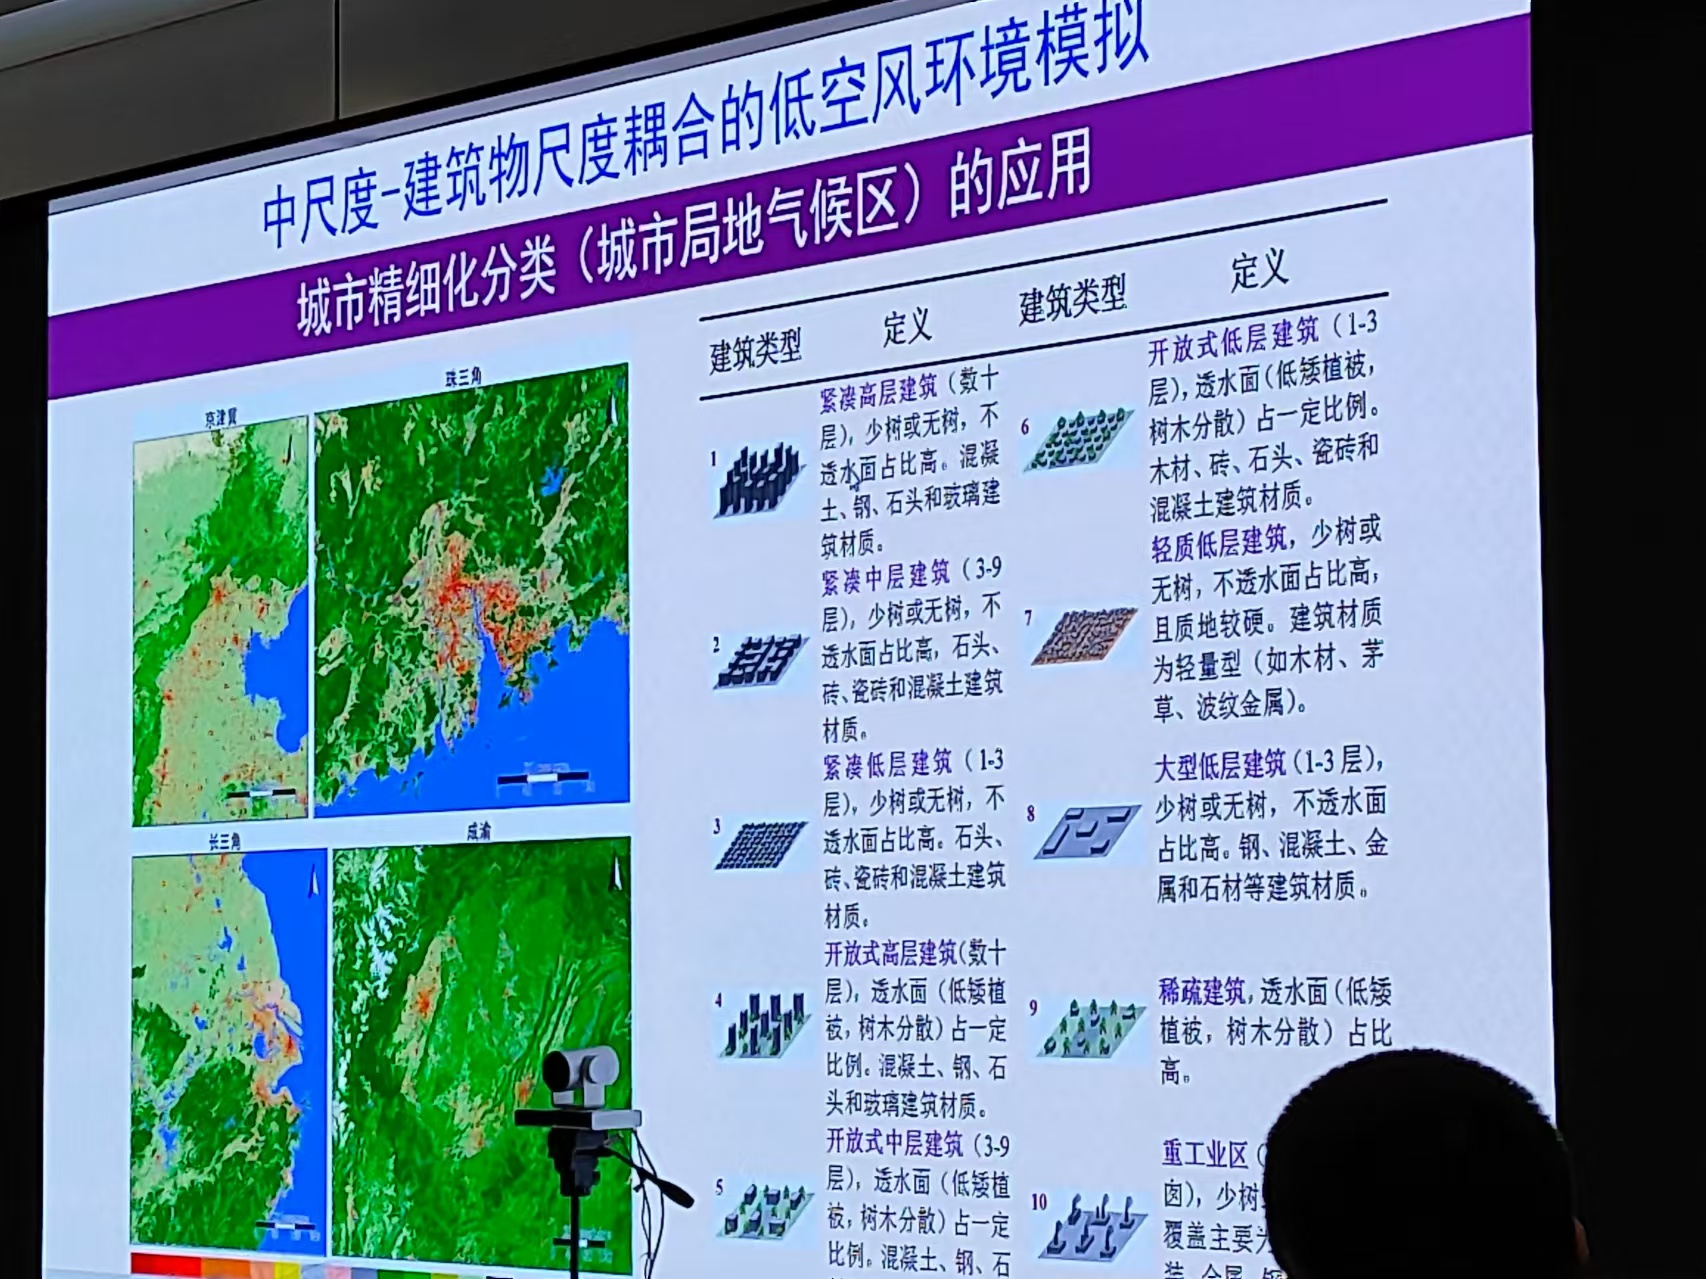 中尺度-建筑物尺度耦合的低空风环境模拟
城市精细化分类（城市局地气候区）的应用
京津冀
珠三角
长三角
成渝
建筑类型
定义
建筑类型
定义
1
紧凑高层建筑（数十
层），少树或无树，不
透水面占比高。混凝
土、钢、石头和玻璃建
筑材质。
2
紧凑中层建筑（3-9
层），少树或无树，不
透水面占比高，石头、
砖、瓷砖和混凝土建筑
材质。
3
紧凑低层建筑（1-3
层），少树或无树，不
透水面占比高。石头、
砖、瓷砖和混凝土建筑
材质。
4
开放式高层建筑（数十
层），透水面（低矮植
被，树木分散）占一定
比例。混凝土、钢、石
头和玻璃建筑材质。
5
开放式中层建筑（3-9
层），透水面（低矮植
被，树木分散）占一定
比例。混凝土、钢、石
6
开放式低层建筑（1-3
层），透水面（低矮植被，
树木分散）占一定比例。
木材、砖、石头、瓷砖和
混凝土建筑材质。
7
轻质低层建筑，少树或
无树，不透水面占比高，
且质地较硬。建筑材质
为轻量型（如木材、茅
草、波纹金属）。
8
大型低层建筑（1-3层），
少树或无树，不透水面
占比高。钢、混凝土、金
属和石材等建筑材质。
9
稀疏建筑，透水面（低矮
植被，树木分散）占比
高。
10
重工业区（
囱），少树
覆盖主要为